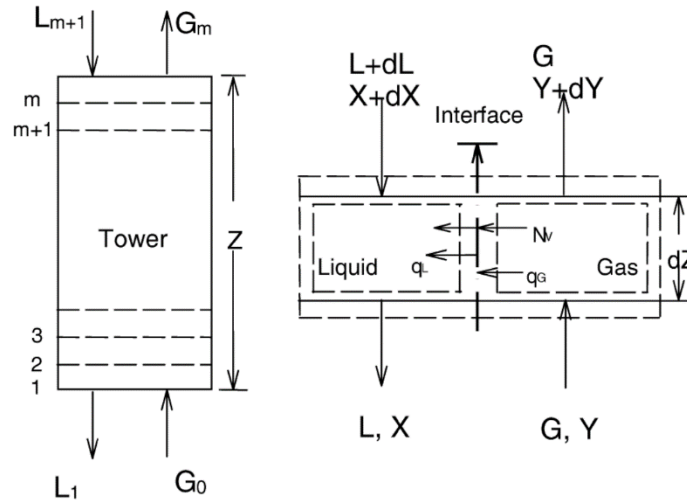 Lm+1
Gm
m
m+1
Tower
Z
3
2
1
L1
G0
L+dL
X+dX
G
Y+dY
Interface
Nv
Liquid
qL
qG
Gas
dZ
L, X
G, Y